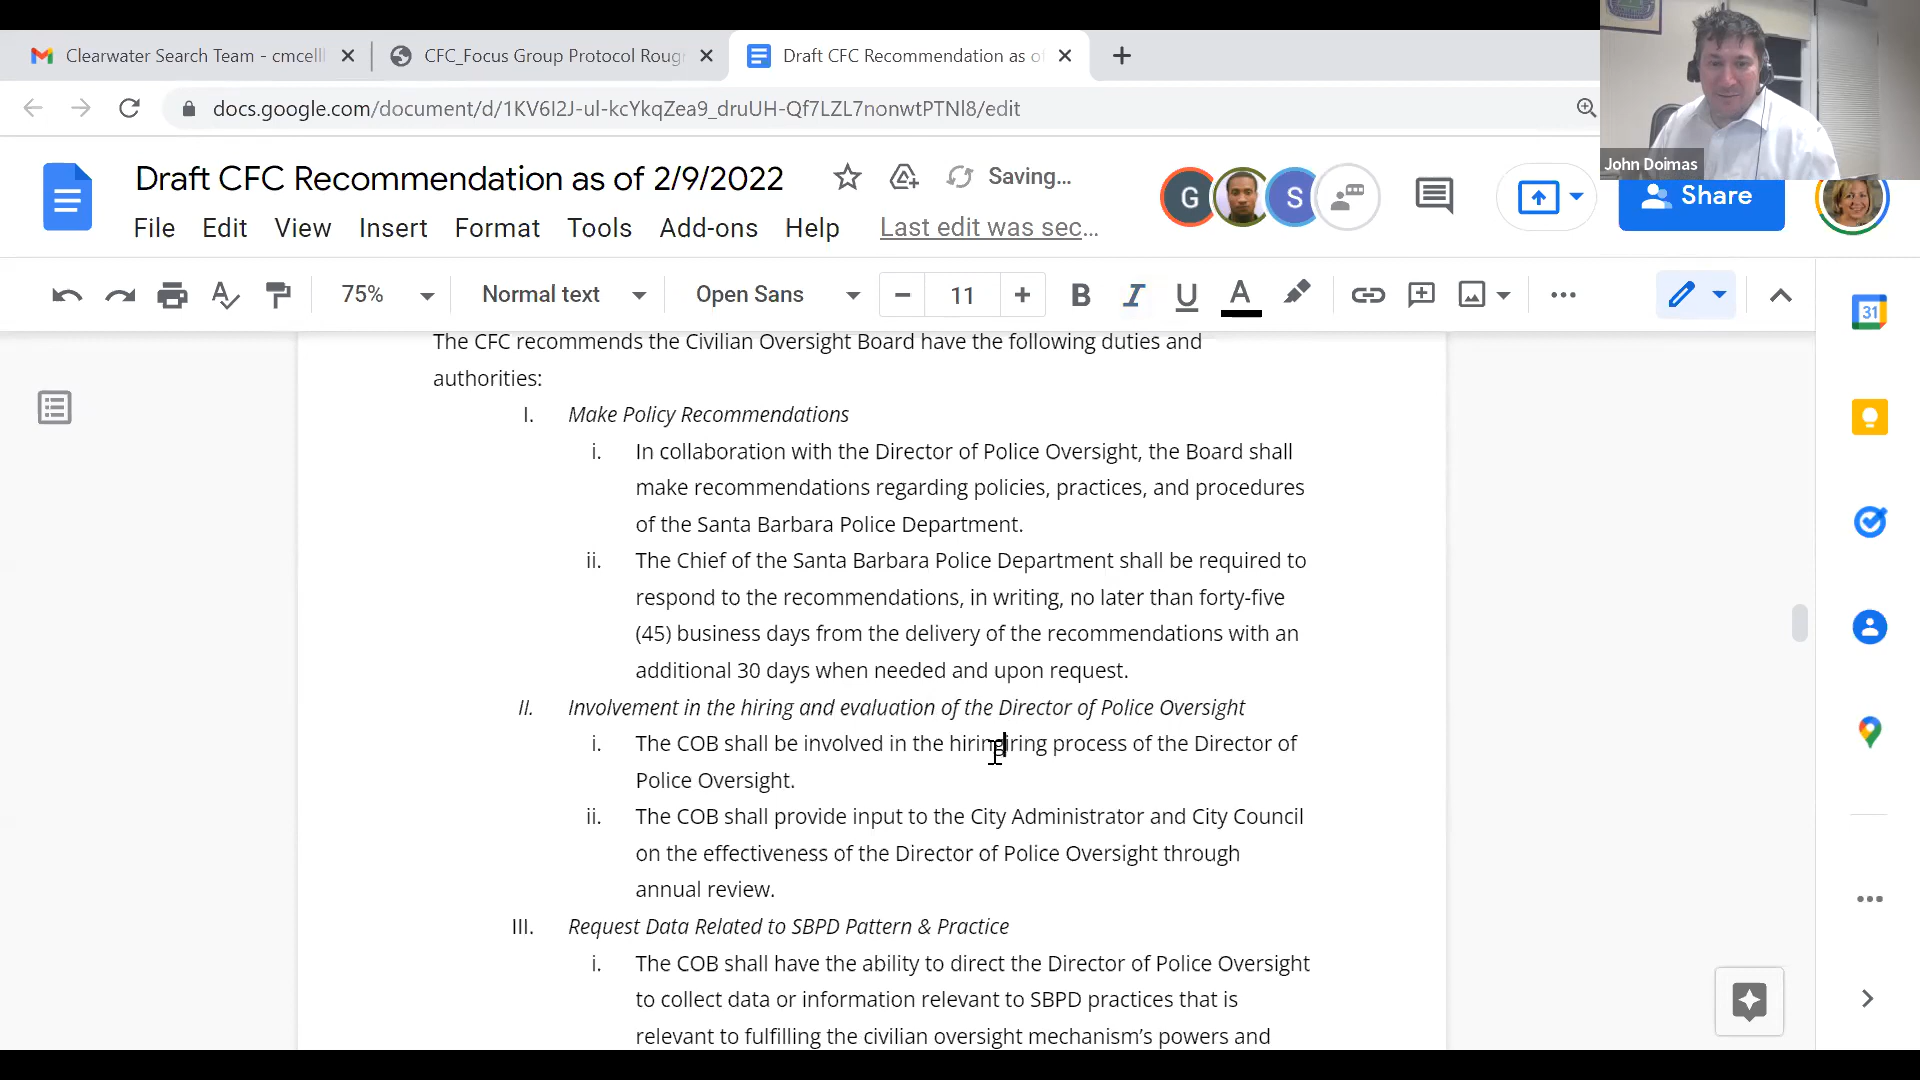 Clearwater Search Team - cmcelll
CFC_Focus Group Protocol Roug
Draft CFC Recommendation as of
docs.google.com/document/d/1KV6I2J-ul-kcYkqZea9_druUH-Qf7LZL7nonwtPTNl8/edit
John Doimas
Draft CFC Recommendation as of 2/9/2022
Saving...
G
S
Share
File Edit View Insert Format Tools Add-ons Help Last edit was sec...
75% Normal text Open Sans 11 B I U A
31
The CFC recommends the Civilian Oversight Board have the following duties and
authorities:
I. Make Policy Recommendations
i. In collaboration with the Director of Police Oversight, the Board shall
make recommendations regarding policies, practices, and procedures
of the Santa Barbara Police Department.
ii. The Chief of the Santa Barbara Police Department shall be required to
respond to the recommendations, in writing, no later than forty-five
(45) business days from the delivery of the recommendations with an
additional 30 days when needed and upon request.
II. Involvement in the hiring and evaluation of the Director of Police Oversight
i. The COB shall be involved in the hiringiring process of the Director of
Police Oversight.
ii. The COB shall provide input to the City Administrator and City Council
on the effectiveness of the Director of Police Oversight through
annual review.
III. Request Data Related to SBPD Pattern & Practice
i. The COB shall have the ability to direct the Director of Police Oversight
to collect data or information relevant to SBPD practices that is
relevant to fulfilling the civilian oversight mechanism's powers and